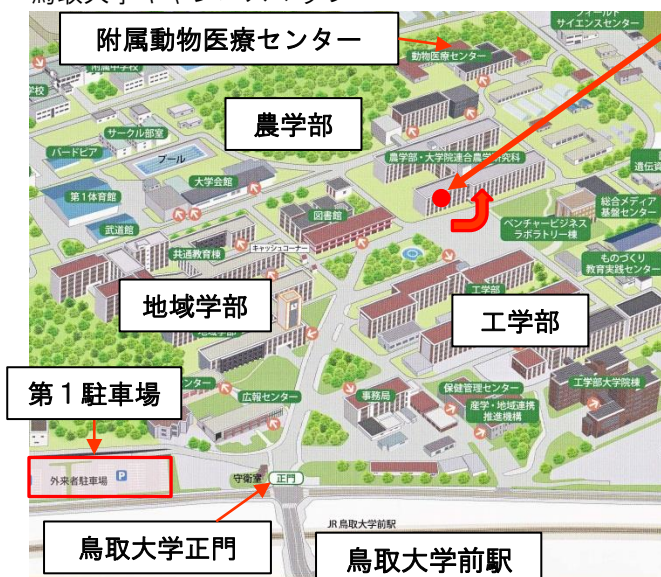 附属動物医療センター
フィールド
サイエンスセンター
動物医療センター
附属中学校
学校
農学部
サークル部室
バードピア
プール
農学部・大学院連合農学研究科
大学会館
第1体育館
武道館
図書館
遺伝資
総合メディア
基盤センター
ベンチャービジネス
ラボラトリー棟
共通教育棟
キャッシュコーナー
ものづくり
教育実践センター
地域学部
工学部
工学部
地域学部
第1駐車場
ンター
広報センター
事務局
保健管理センター
産学・地域連携
推進機構
工学部大学院棟
外来者駐車場 P
守衛室 正門
JR鳥取大学前駅
鳥取大学正門
鳥取大学前駅